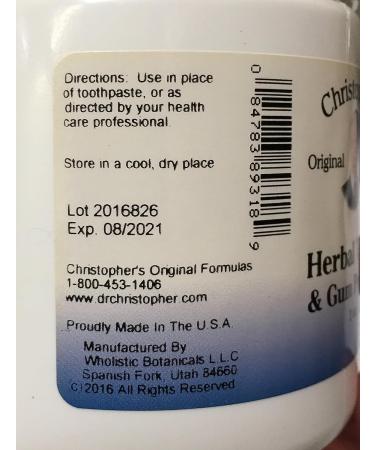 Directions: Use in place
of toothpaste, or as
directed by your health
care professional.
Store in a cool, dry place
Lot 2016826
Exp. 08/2021
Christopher's Original Formulas
1-800-453-1406
www.drchristopher.com
Proudly Made In The U.S.A.
Manufactured By
Wholistic Botanicals L.L.C
Spanish Fork, Utah 84660
©2016 All Rights Reserved
0 84783 89318 9
Original
Herbal
& Gum